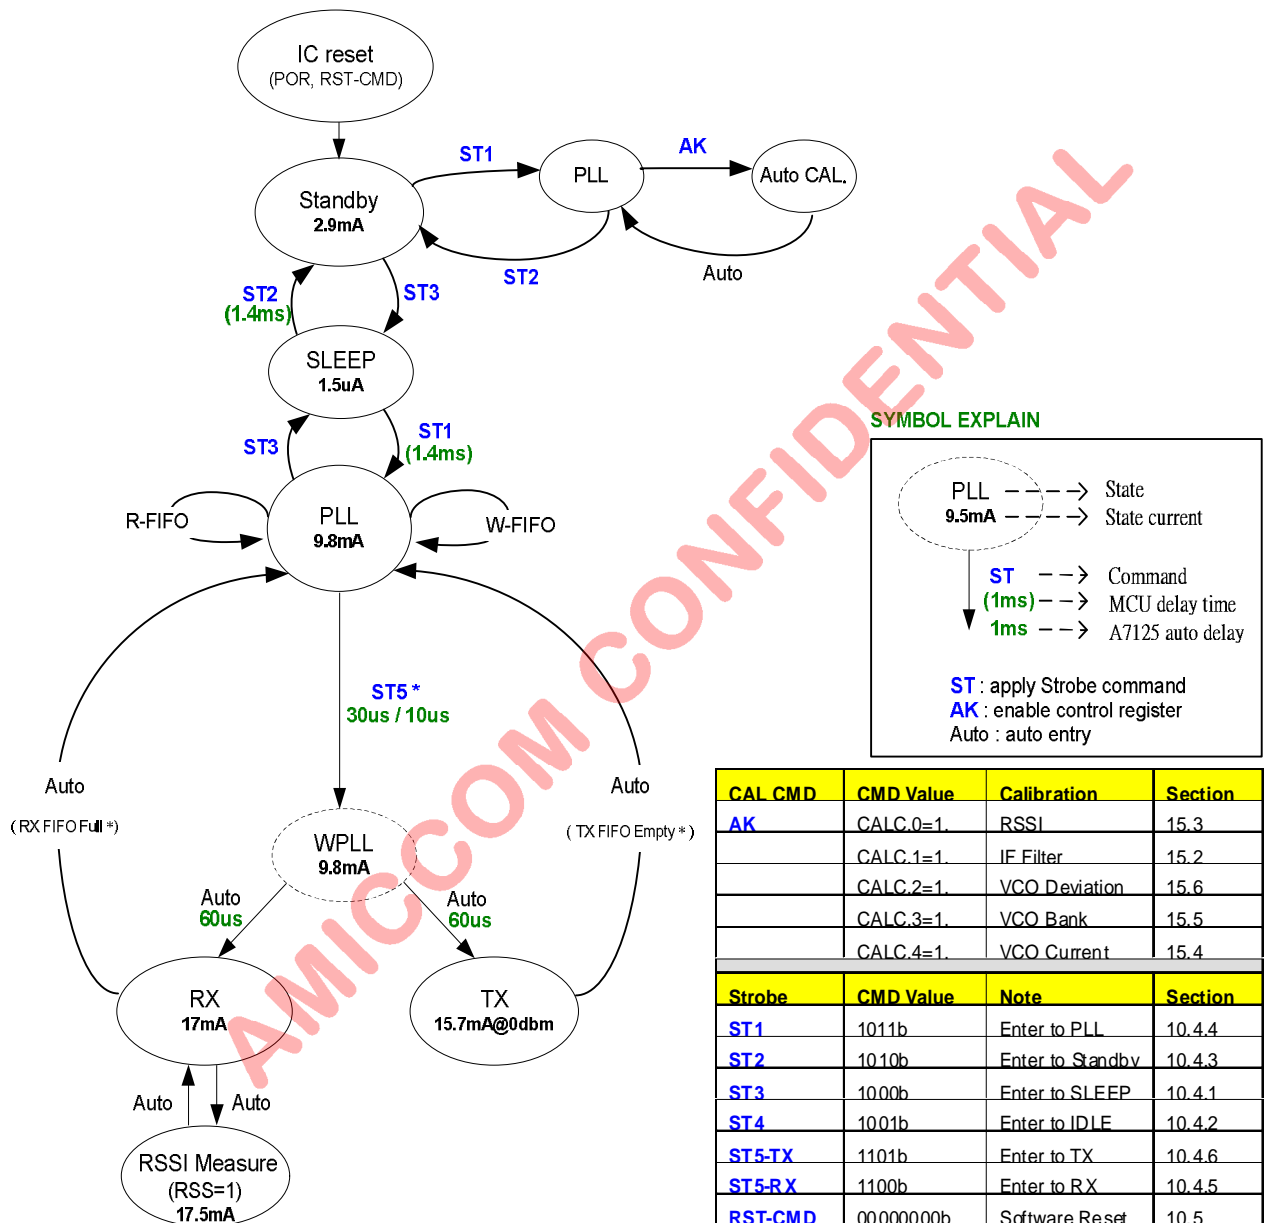 IC reset
(POR, RST-CMD)
ST1
AK
Standby
2.9mA
PLL
Auto CAL.
ST2
Auto
ST2
(1.4ms)
ST3
SLEEP
1.5uA
ST3
ST1
(1.4ms)
R-FIFO
PLL
9.8mA
W-FIFO
ST5 *
30us / 10us
Auto
( RX FIFO Full *)
Auto
( TX FIFO Empty * )
WPLL
9.8mA
Auto
60us
Auto
60us
RX
17mA
TX
15.7mA@0dbm
Auto
Auto
RSSI Measure
(RSS=1)
17.5mA
AMICCOM CONFIDENTIAL
SYMBOL EXPLAIN
PLL State
9.5mA State current
ST Command
(1ms) MCU delay time
1ms A7125 auto delay
ST : apply Strobe command
AK : enable control register
Auto : auto entry
CAL CMD CMD Value Calibration Section
AK CALC.0=1. RSSI 15.3
CALC.1=1. IF Filter 15.2
CALC.2=1. VCO Deviation 15.6
CALC.3=1. VCO Bank 15.5
CALC.4=1. VCO Current 15.4
Strobe CMD Value Note Section
ST1 1011b Enter to PLL 10.4.4
ST2 1010b Enter to Standby 10.4.3
ST3 1000b Enter to SLEEP 10.4.1
ST4 1001b Enter to IDLE 10.4.2
ST5-TX 1101b Enter to TX 10.4.6
ST5-RX 1100b Enter to RX 10.4.5
RST-CMD 00000000b Software Reset 10.5